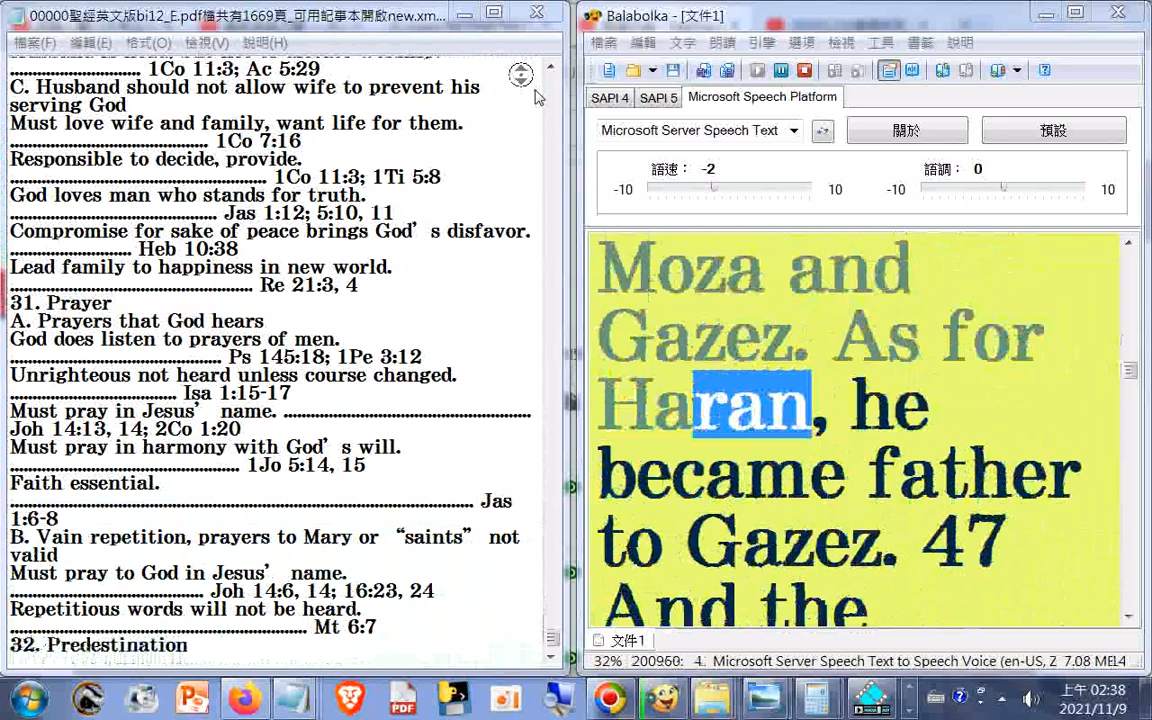 00000聖經英文版bi12_E.pdf檔共有1669頁_可用記事本開啟new.xm...
檔案(F) 編輯(E) 格式(O) 檢視(V) 說明(H)
........................................ 1Co 11:3; Ac 5:29
C. Husband should not allow wife to prevent his
serving God
Must love wife and family, want life for them.
............................................................. 1Co 7:16
Responsible to decide, provide.
............................................................................. 1Co 11:3; 1Ti 5:8
God loves man who stands for truth.
............................................................. Jas 1:12; 5:10, 11
Compromise for sake of peace brings God’s disfavor.
.................................... Heb 10:38
Lead family to happiness in new world.
........................................................................ Re 21:3, 4
31. Prayer
A. Prayers that God hears
God does listen to prayers of men.
............................................................... Ps 145:18; 1Pe 3:12
Unrighteous not heard unless course changed.
................................................. Isa 1:15-17
Must pray in Jesus’ name. .........................................................................
Joh 14:13, 14; 2Co 1:20
Must pray in harmony with God’s will.
.................................................................... 1Jo 5:14, 15
Faith essential.
........................................................................................................................................ Jas
1:6-8
B. Vain repetition, prayers to Mary or “saints” not
valid
Must pray to God in Jesus’ name.
......................................................... Joh 14:6, 14; 16:23, 24
Repetitious words will not be heard.
........................................................................................ Mt 6:7
32. Predestination
Balabolka - [文件1]
檔案 編輯 文字 朗讀 引擎 選項 檢視 工具 書籤 說明
SAPI 4 SAPI 5 Microsoft Speech Platform
Microsoft Server Speech Text 關於 預設
語速： -2 語調： 0
-10 10 -10 10
Moza and
Gazez. As for
Haran, he
became father
to Gazez. 47
And the
文件1
32% 200960: 4. Microsoft Server Speech Text to Speech Voice (en-US, Z 7.08 ME
上午 02:38
2021/11/9